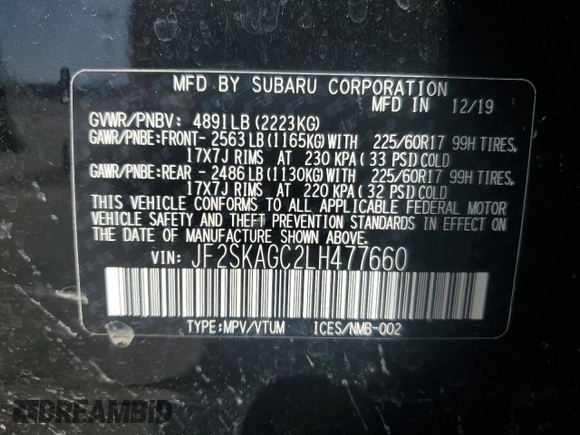 MFD BY SUBARU CORPORATION
MFD IN 12/19
GVWR/PNBV: 4891LB (2223KG)
GAWR/PNBE:FRONT- 2563LB (1165KG)WITH 225/60R17 99H TIRES,
17X7J RIMS AT 230 KPA (33 PSI)COLD
GAWR/PNBE:REAR - 2486LB (1130KG)WITH 225/60R17 99H TIRES,
17X7J RIMS AT 220 KPA (32 PSI)COLD
THIS VEHICLE CONFORMS TO ALL APPLICABLE FEDERAL MOTOR
VEHICLE SAFETY AND THEFT PREVENTION STANDARDS IN EFFECT
ON THE DATE OF MANUFACTURE SHOWN ABOVE.
VIN: JF2SKAGC2LH477660
TYPE:MPV/VTUM ICES/NMB-002
DREAMBID